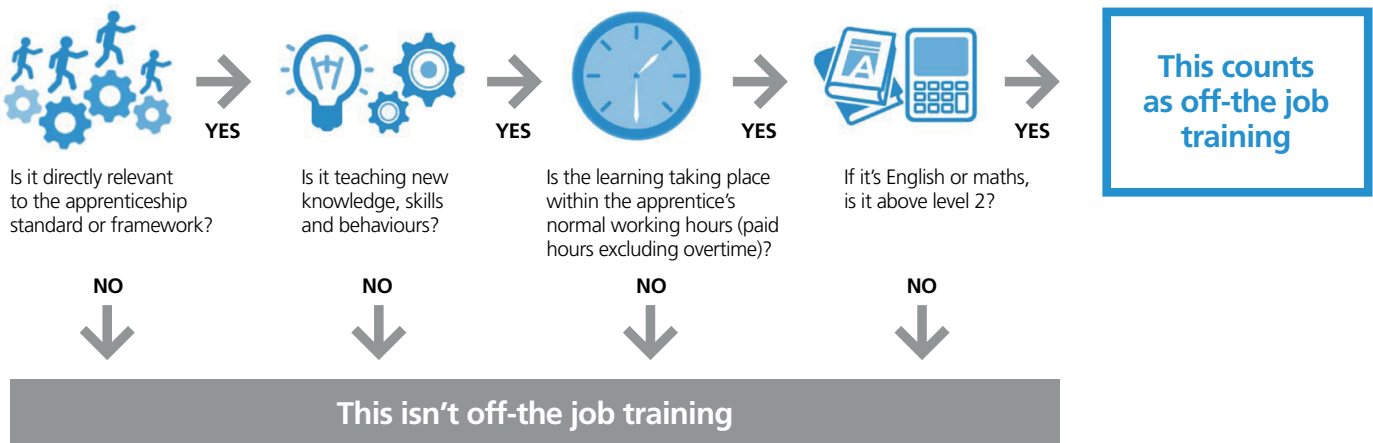 YES
YES
YES
YES
This counts
as off-the job
training
Is it directly relevant
to the apprenticeship
standard or framework?
Is it teaching new
knowledge, skills
and behaviours?
Is the learning taking place
within the apprentice's
normal working hours (paid
hours excluding overtime)?
If it's English or maths,
is it above level 2?
NO
NO
NO
NO
This isn't off-the job training